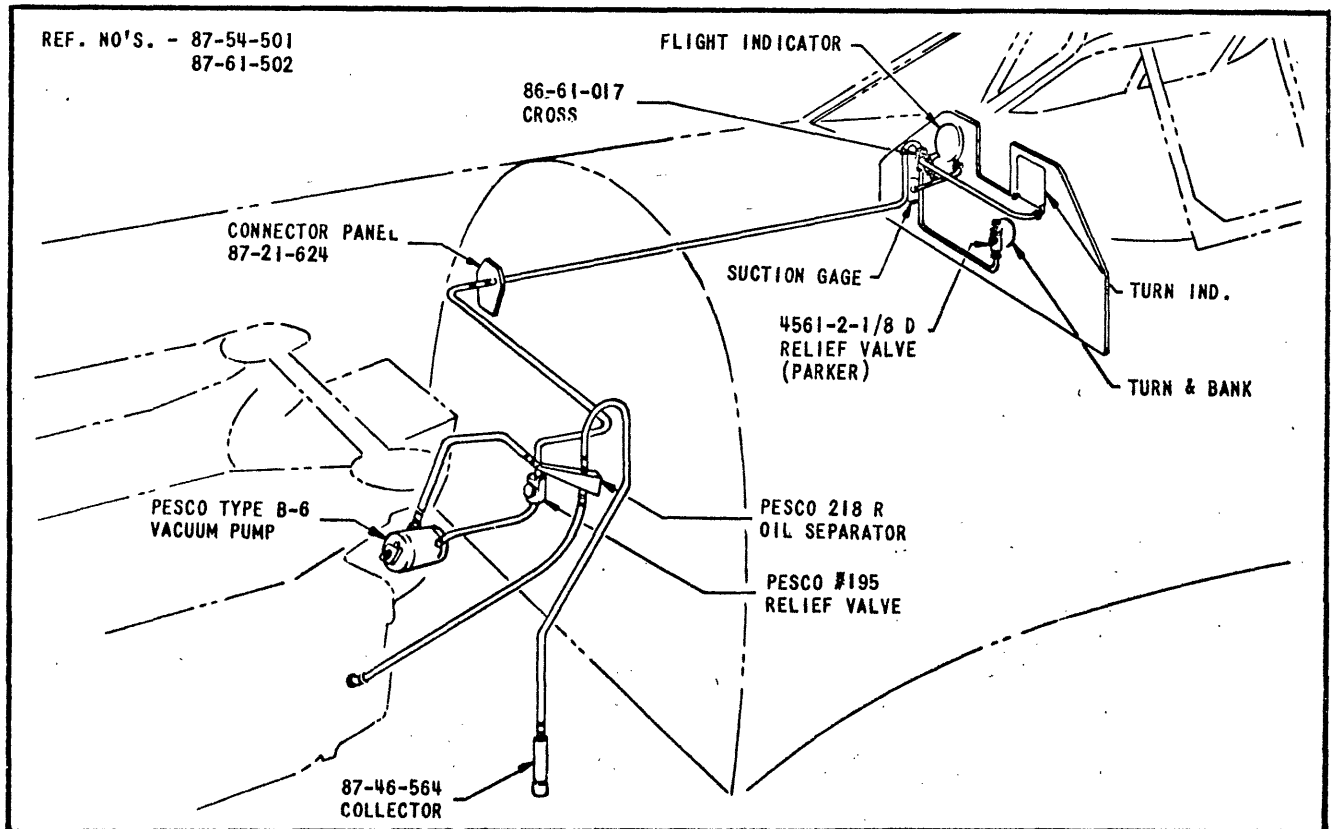 REF. NO'S. - 87-54-501
87-61-502
FLIGHT INDICATOR
86-61-017
CROSS
CONNECTOR PANEL
87-21-624
SUCTION GAGE
TURN IND.
4561-2-1/8 D
RELIEF VALVE
(PARKER)
TURN & BANK
PESCO TYPE B-6
VACUUM PUMP
PESCO 218 R
OIL SEPARATOR
PESCO #195
RELIEF VALVE
87-46-564
COLLECTOR